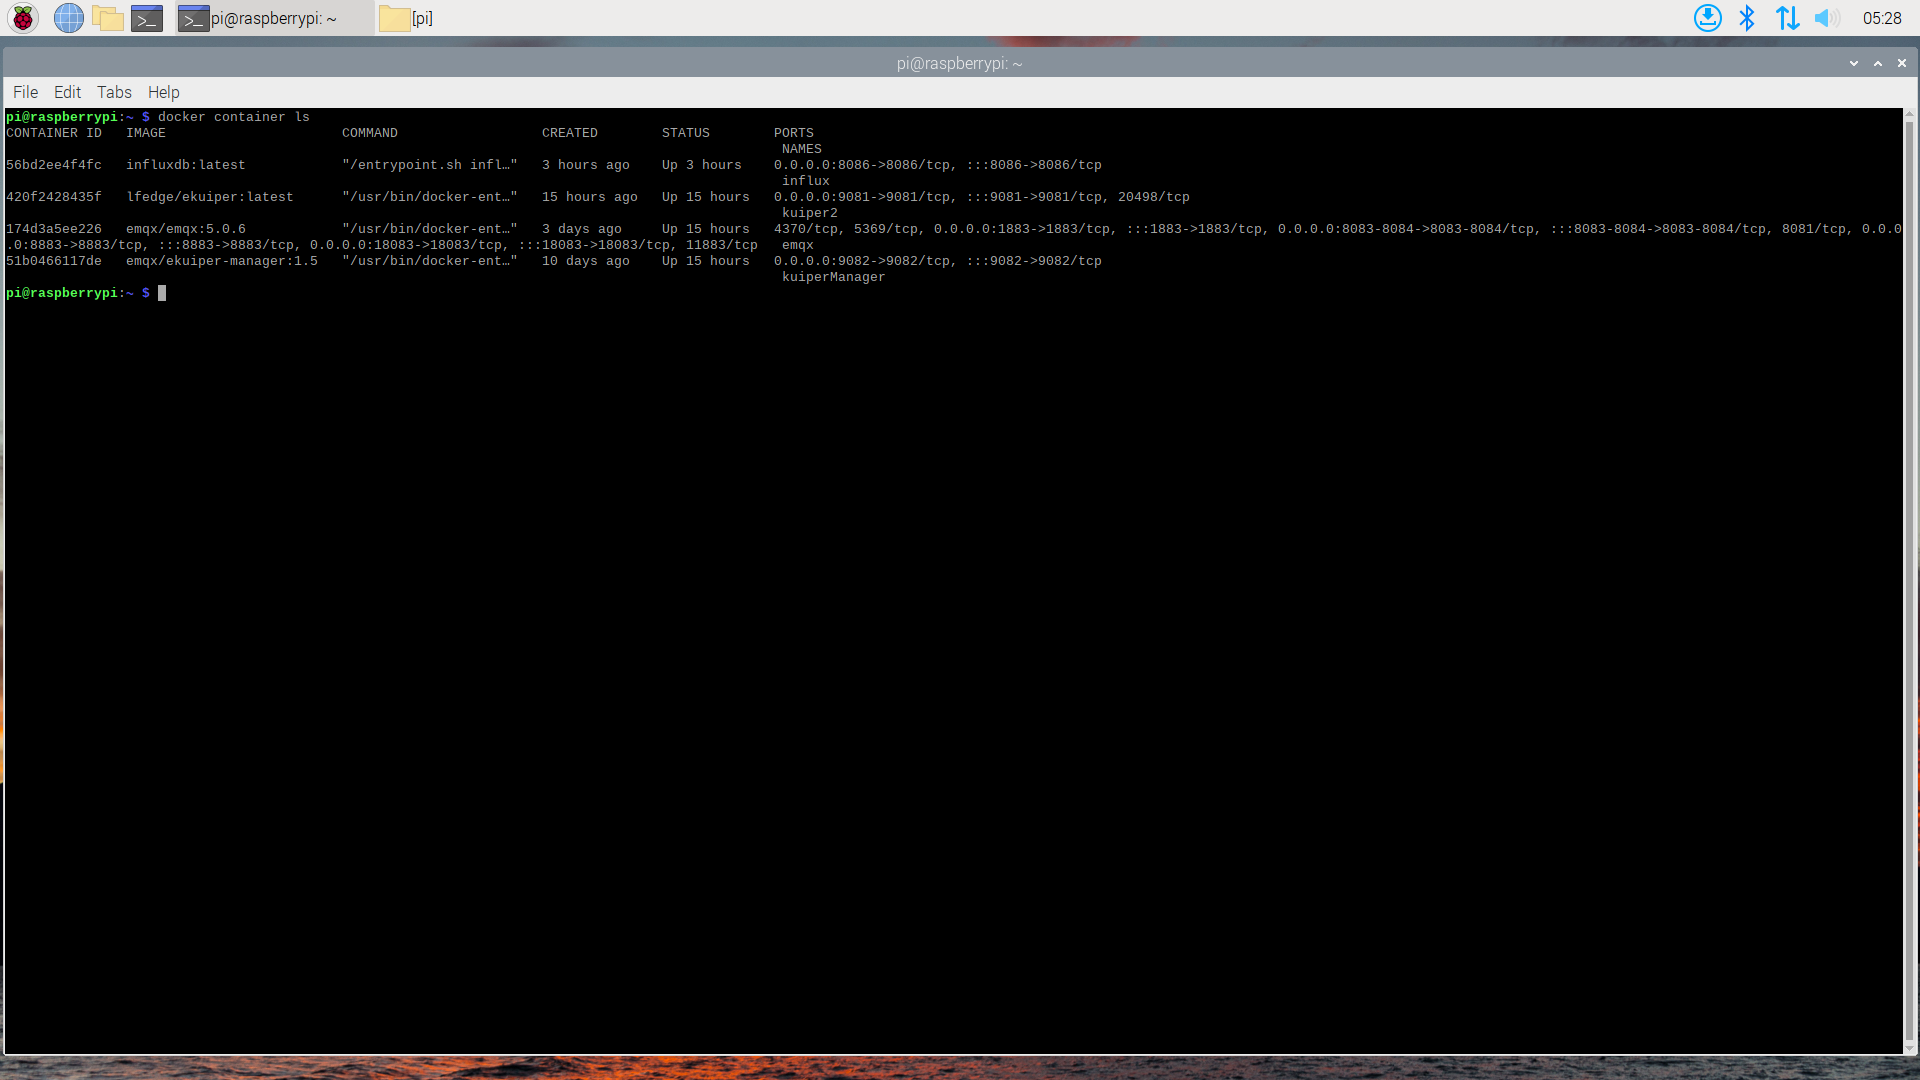 pi@raspberrypi: ~ [pi] 05:28
pi@raspberrypi: ~
File Edit Tabs Help
pi@raspberrypi:~ $ docker container ls
CONTAINER ID   IMAGE                      COMMAND                  CREATED        STATUS        PORTS
NAMES
56bd2ee4f4fc   influxdb:latest            "/entrypoint.sh infl…"   3 hours ago    Up 3 hours    0.0.0.0:8086->8086/tcp, :::8086->8086/tcp
influx
420f2428435f   lfedge/ekuiper:latest      "/usr/bin/docker-ent…"   15 hours ago   Up 15 hours   0.0.0.0:9081->9081/tcp, :::9081->9081/tcp, 20498/tcp
kuiper2
174d3a5ee226   emqx/emqx:5.0.6            "/usr/bin/docker-ent…"   3 days ago     Up 15 hours   4370/tcp, 5369/tcp, 0.0.0.0:1883->1883/tcp, :::1883->1883/tcp, 0.0.0.0:8083-8084->8083-8084/tcp, :::8083-8084->8083-8084/tcp, 8081/tcp, 0.0.0
.0:8883->8883/tcp, :::8883->8883/tcp, 0.0.0.0:18083->18083/tcp, :::18083->18083/tcp, 11883/tcp   emqx
51b0466117de   emqx/ekuiper-manager:1.5   "/usr/bin/docker-ent…"   10 days ago    Up 15 hours   0.0.0.0:9082->9082/tcp, :::9082->9082/tcp
kuiperManager
pi@raspberrypi:~ $